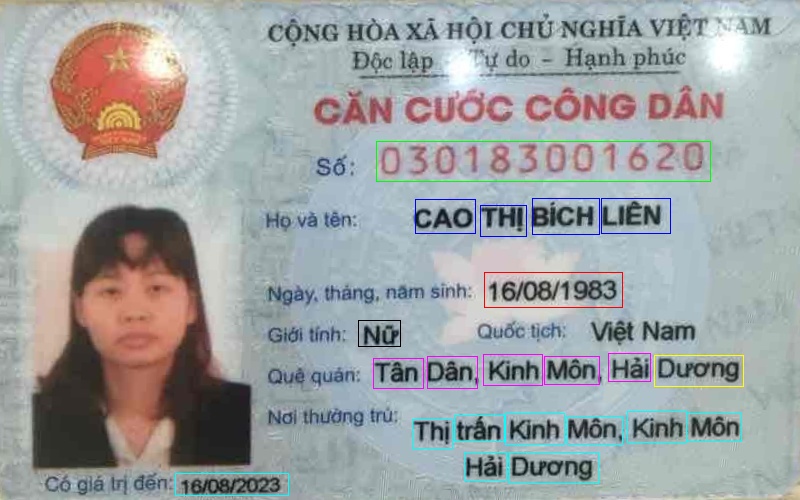 CỘNG HÒA XÃ HỘI CHỦ NGHĨA VIỆT NAM
Độc lập - Tự do - Hạnh phúc
CĂN CƯỚC CÔNG DÂN
Số: 030183001620
Họ và tên: CAO THỊ BÍCH LIÊN
Ngày, tháng, năm sinh: 16/08/1983
Giới tính: Nữ Quốc tịch: Việt Nam
Quê quán: Tân Dân, Kinh Môn, Hải Dương
Nơi thường trú: Thị trấn Kinh Môn, Kinh Môn
Hải Dương
Có giá trị đến: 16/08/2023